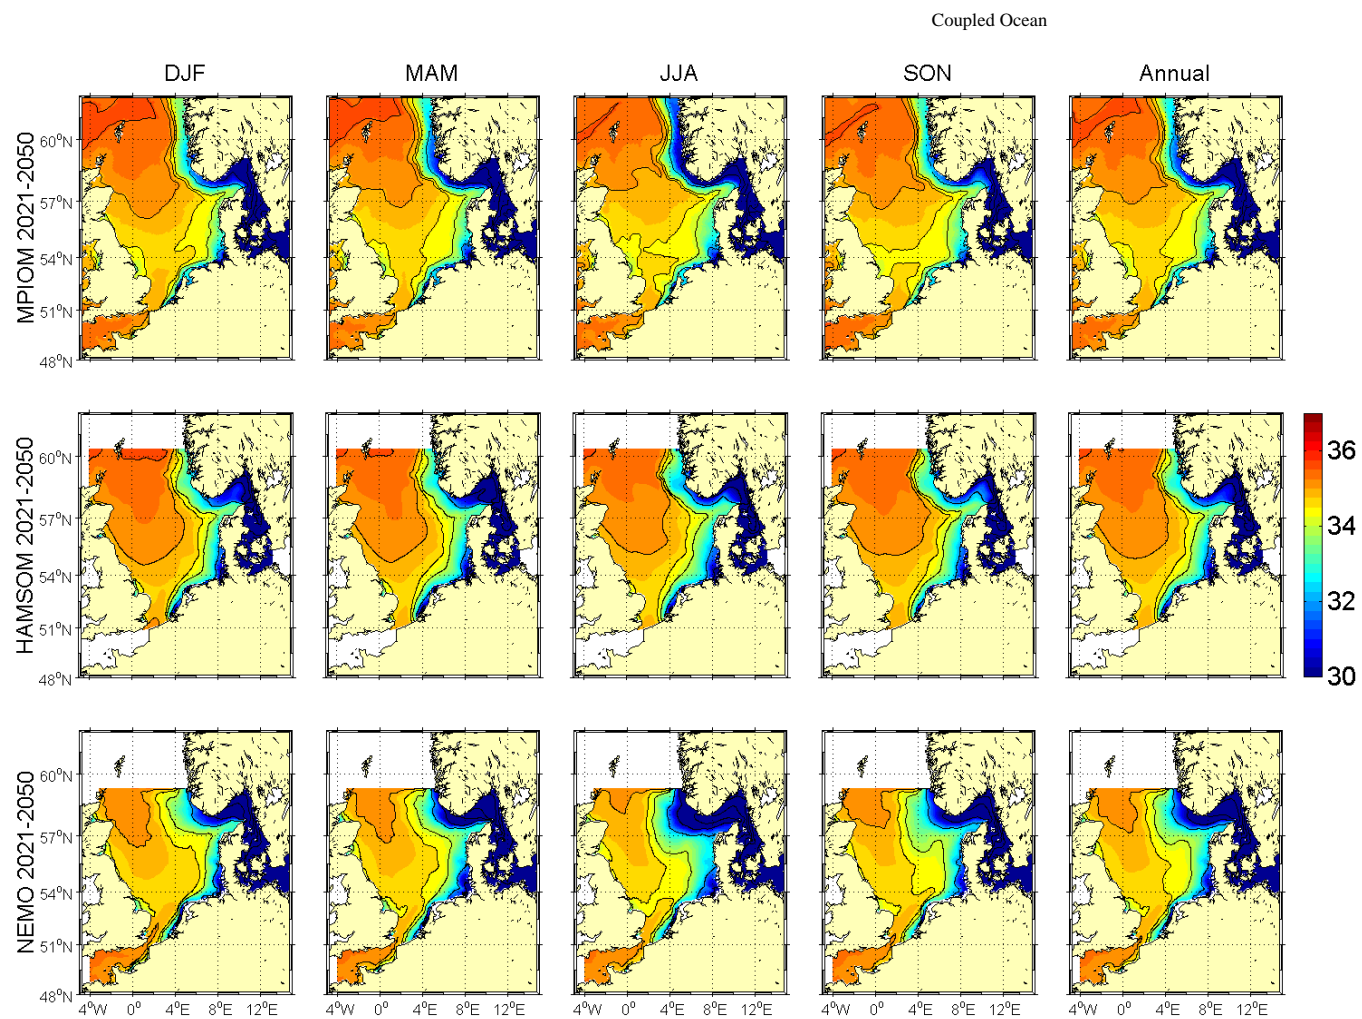 Coupled Ocean
DJF MAM JJA SON Annual
MPIOM 2021-2050
60°N
57°N
54°N
51°N
48°N
HAMSOM 2021-2050
60°N
57°N
54°N
51°N
48°N
36
34
32
30
NEMO 2021-2050
60°N
57°N
54°N
51°N
48°N
4°W 0° 4°E 8°E 12°E 4°W 0° 4°E 8°E 12°E 4°W 0° 4°E 8°E 12°E 4°W 0° 4°E 8°E 12°E 4°W 0° 4°E 8°E 12°E